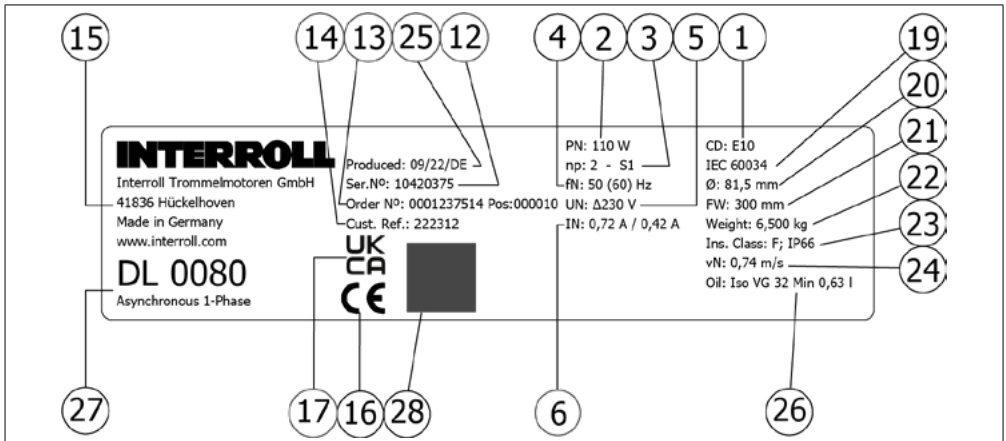 15
14
13
25
12
4
2
3
5
1
19
20
21
22
23
24
INTERROLL
Interroll Trommelmotoren GmbH
41836 Hückelhoven
Made in Germany
www.interroll.com
DL 0080
Asynchronous 1-Phase
Produced: 09/22/DE
Ser.Nº: 10420375
Order Nº: 0001237514 Pos:000010
Cust. Ref.: 222312
UK
CA
CE
PN: 110 W
np: 2 - S1
fN: 50 (60) Hz
UN: Δ230 V
IN: 0,72 A / 0,42 A
CD: E10
IEC 60034
Ø: 81,5 mm
FW: 300 mm
Weight: 6,500 kg
Ins. Class: F; IP66
vN: 0,74 m/s
Oil: Iso VG 32 Min 0,63 l
27
17
16
28
6
26